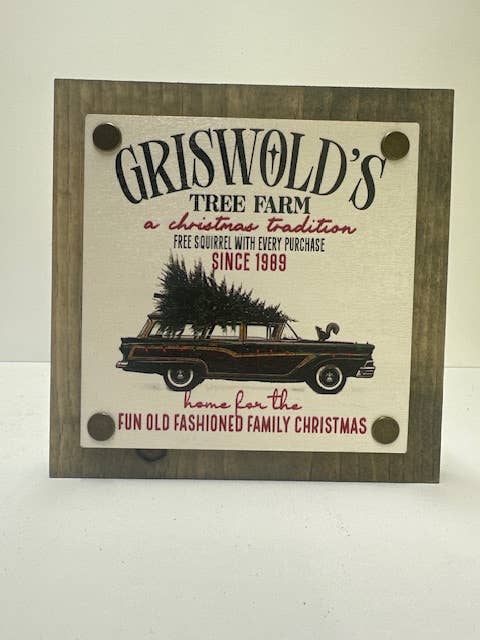 GRISWOLD'S
TREE FARM
a christmas tradition
FREE SQUIRREL WITH EVERY PURCHASE
SINCE 1989
home for the
FUN OLD FASHIONED FAMILY CHRISTMAS